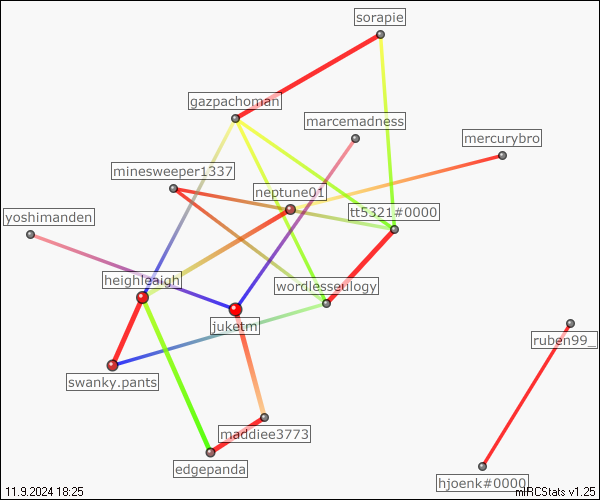 sorapie
gazpachoman
marcemadness
mercurybro
minesweeper1337
neptune01
tt5321#0000
yoshimanden
heighleaigh
wordlesseulogy
juketm
ruben99_
swanky.pants
maddiee3773
edgepanda
hjoenk#0000
11.9.2024 18:25
mIRCStats v1.25